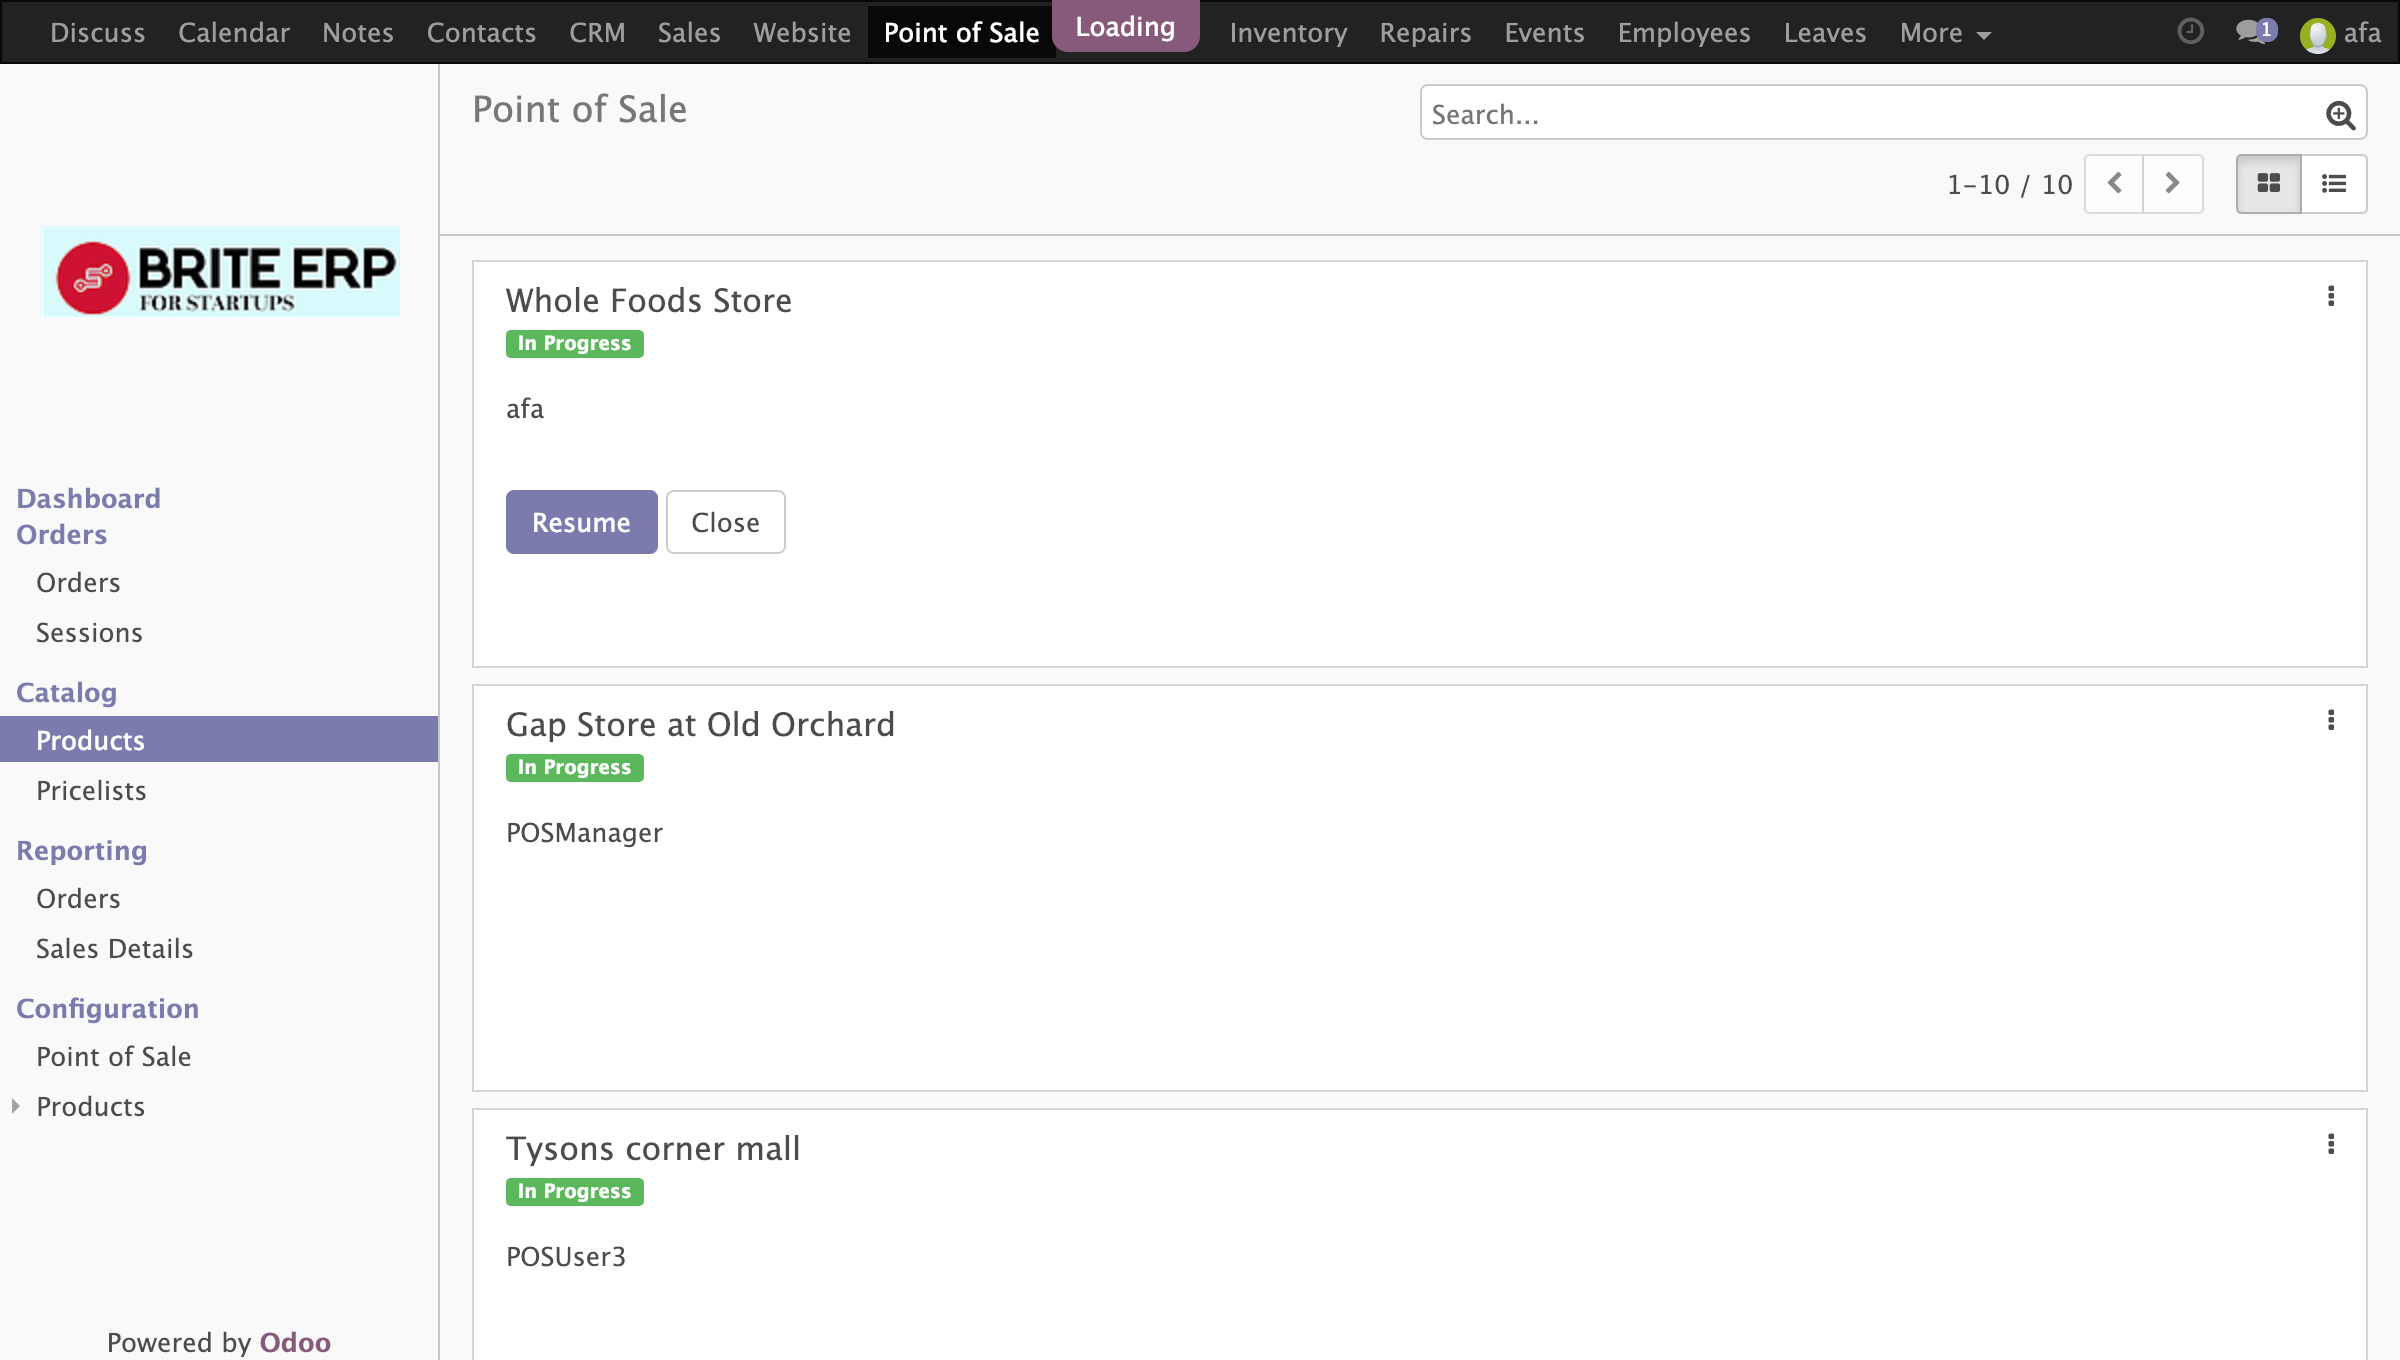 Discuss Calendar Notes Contacts CRM Sales Website Point of Sale Loading Inventory Repairs Events Employees Leaves More 1 afa
BRITE ERP
FOR STARTUPS
Dashboard
Orders
Orders
Sessions
Catalog
Products
Pricelists
Reporting
Orders
Sales Details
Configuration
Point of Sale
Products
Powered by Odoo
Point of Sale
Search...
1-10 / 10
Whole Foods Store
In Progress
afa
Resume Close
Gap Store at Old Orchard
In Progress
POSManager
Tysons corner mall
In Progress
POSUser3